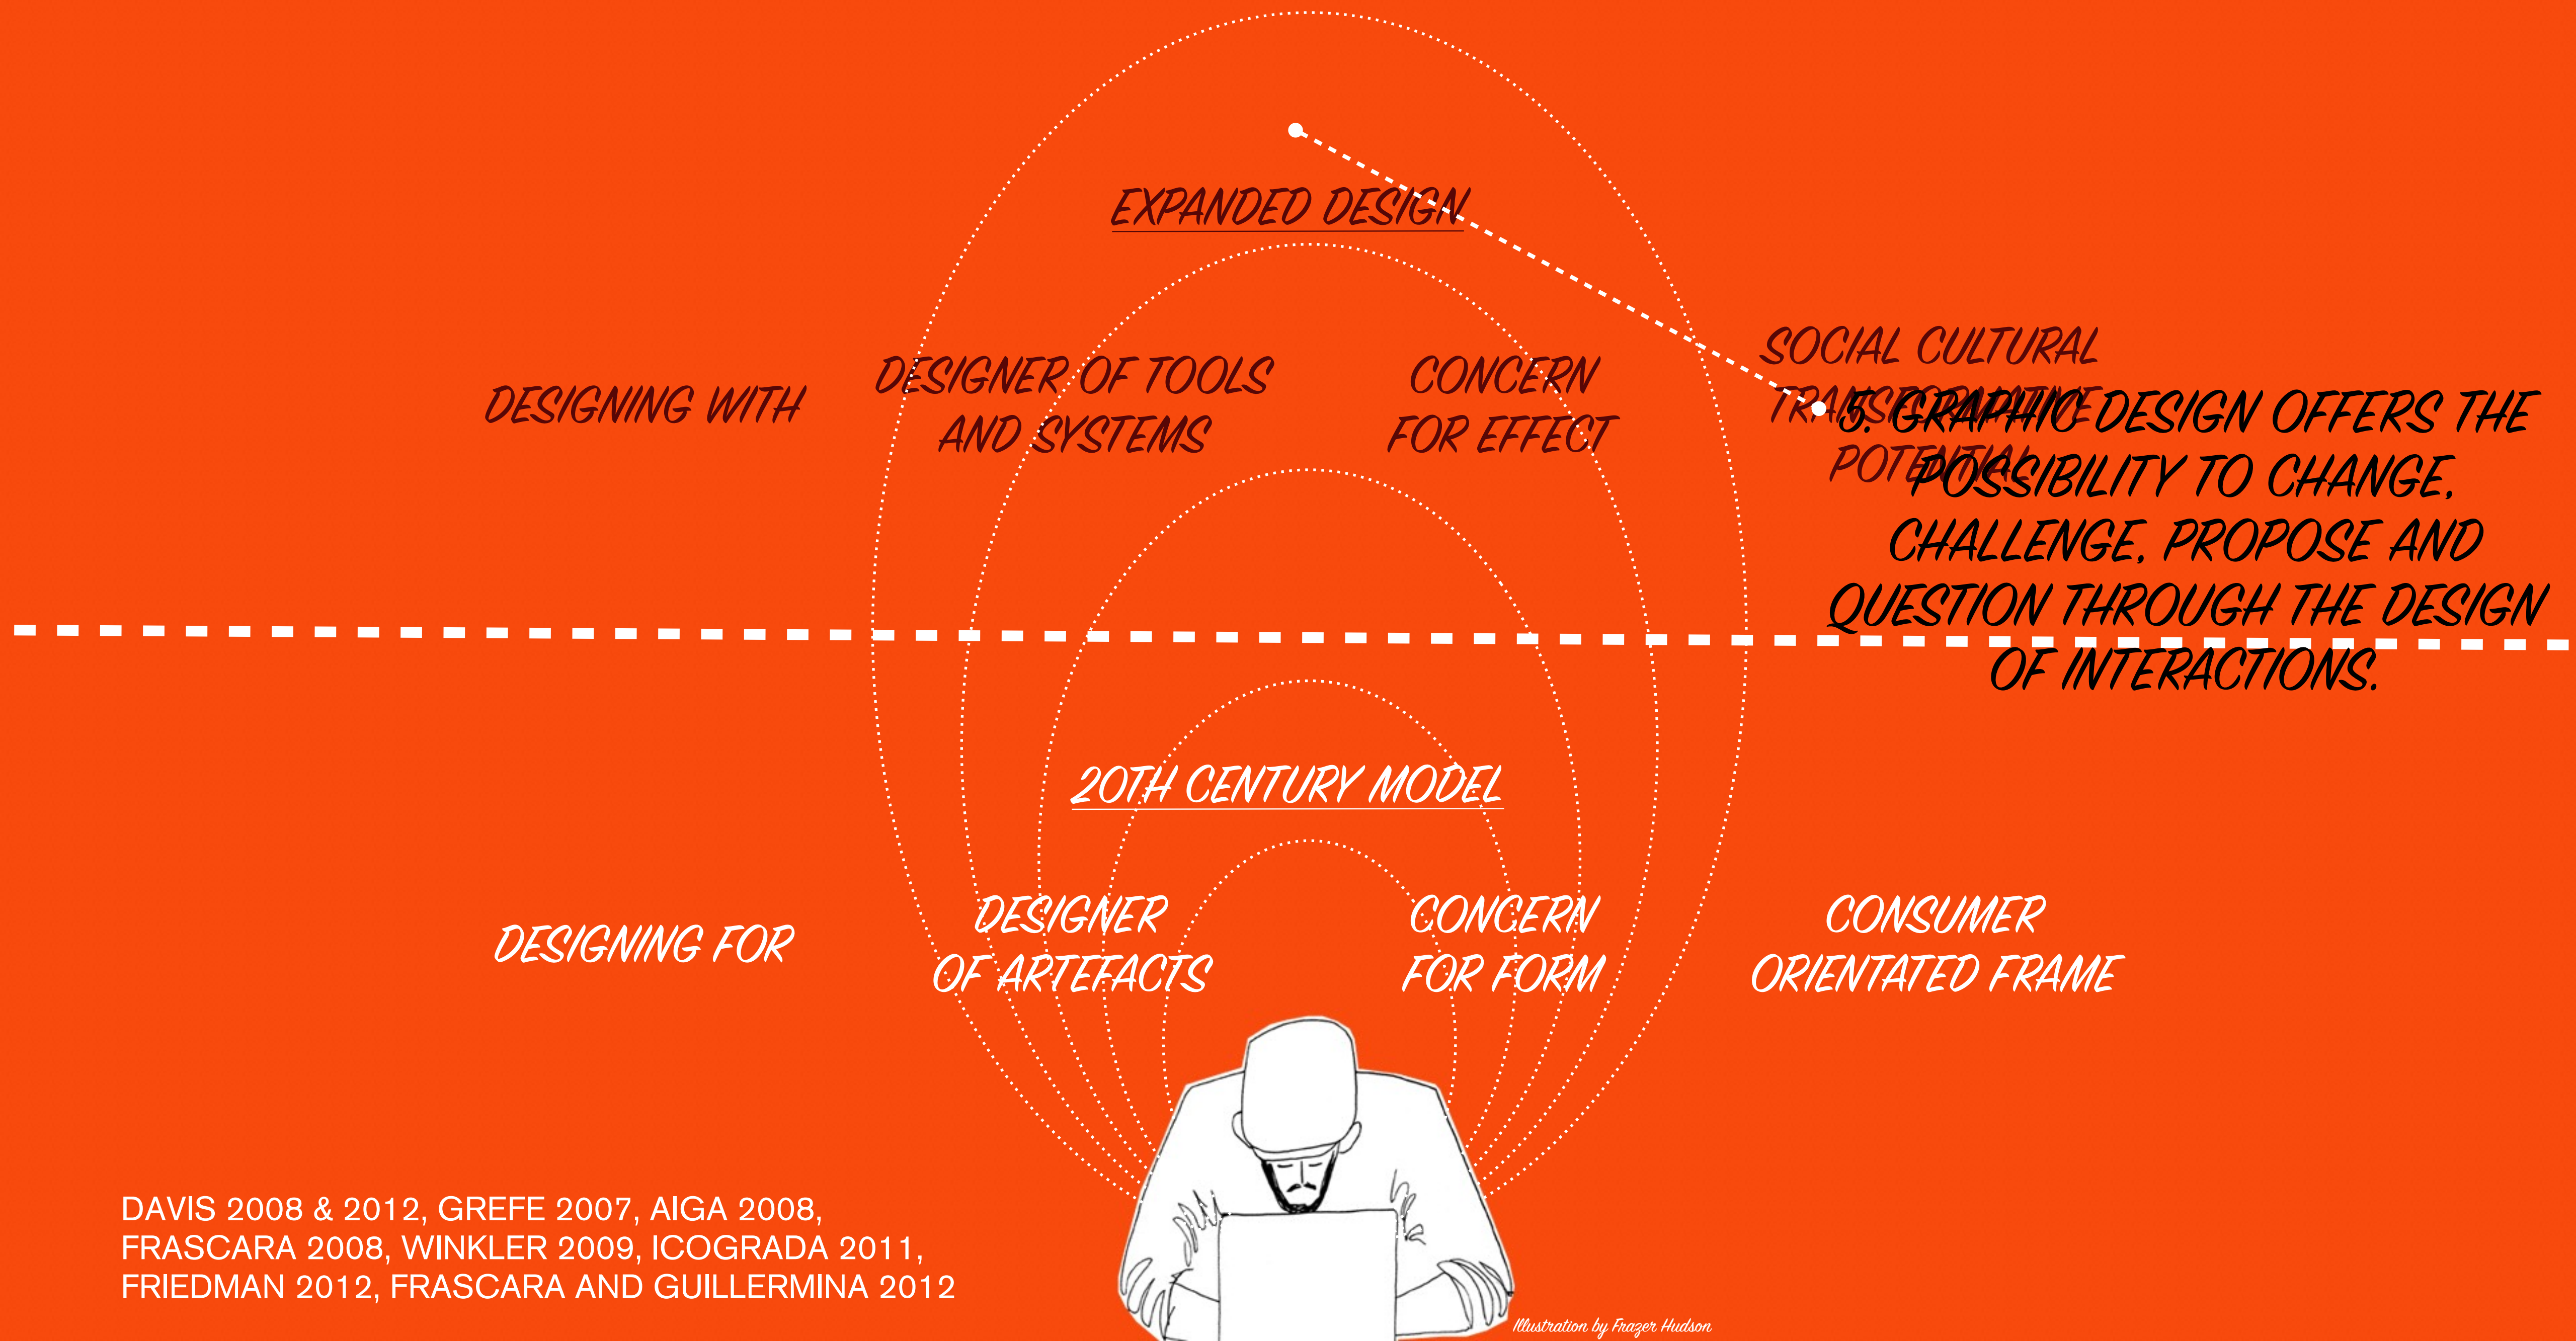 EXPANDED DESIGN
DESIGNING WITH
DESIGNER OF TOOLS
AND SYSTEMS
CONCERN
FOR EFFECT
SOCIAL CULTURAL
TRANSFORMATIVE
POTENTIAL
5. GRAPHIC DESIGN OFFERS THE
POSSIBILITY TO CHANGE,
CHALLENGE, PROPOSE AND
QUESTION THROUGH THE DESIGN
OF INTERACTIONS.
20TH CENTURY MODEL
DESIGNING FOR
DESIGNER
OF ARTEFACTS
CONCERN
FOR FORM
CONSUMER
ORIENTATED FRAME
DAVIS 2008 & 2012, GREFE 2007, AIGA 2008,
FRASCARA 2008, WINKLER 2009, ICOGRADA 2011,
FRIEDMAN 2012, FRASCARA AND GUILLERMINA 2012
Illustration by Frazer Hudson